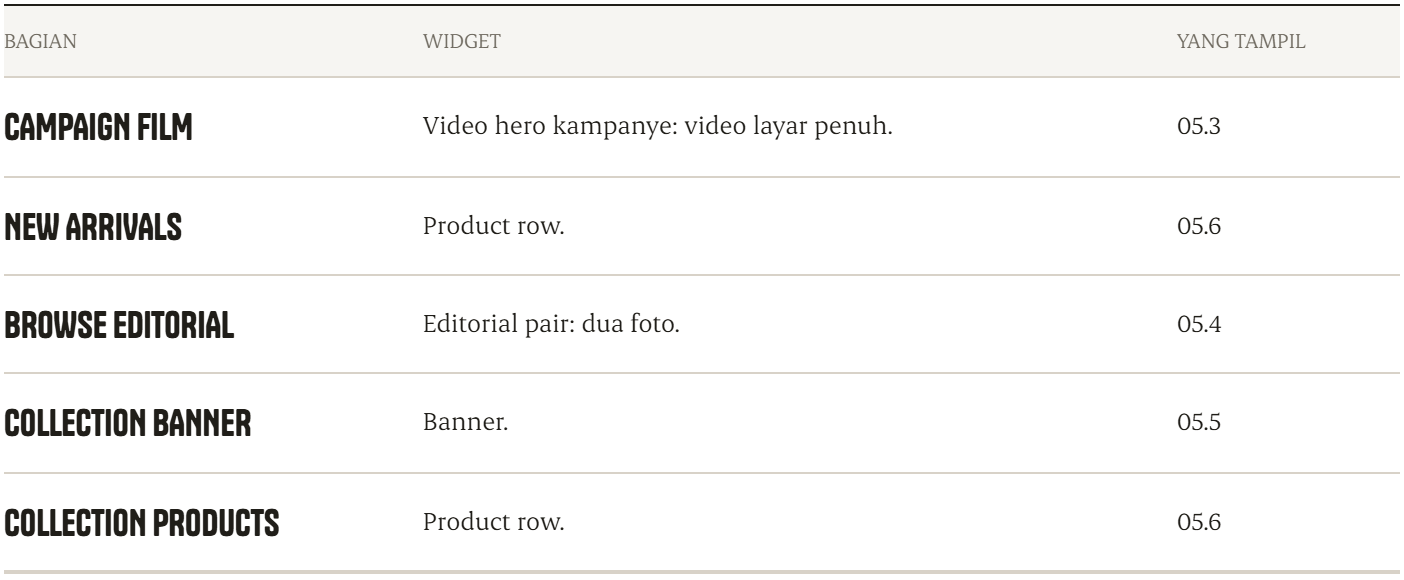 BAGIAN WIDGET YANG TAMPIL
CAMPAIGN FILM Video hero kampanye: video layar penuh. 05.3
NEW ARRIVALS Product row. 05.6
BROWSE EDITORIAL Editorial pair: dua foto. 05.4
COLLECTION BANNER Banner. 05.5
COLLECTION PRODUCTS Product row. 05.6